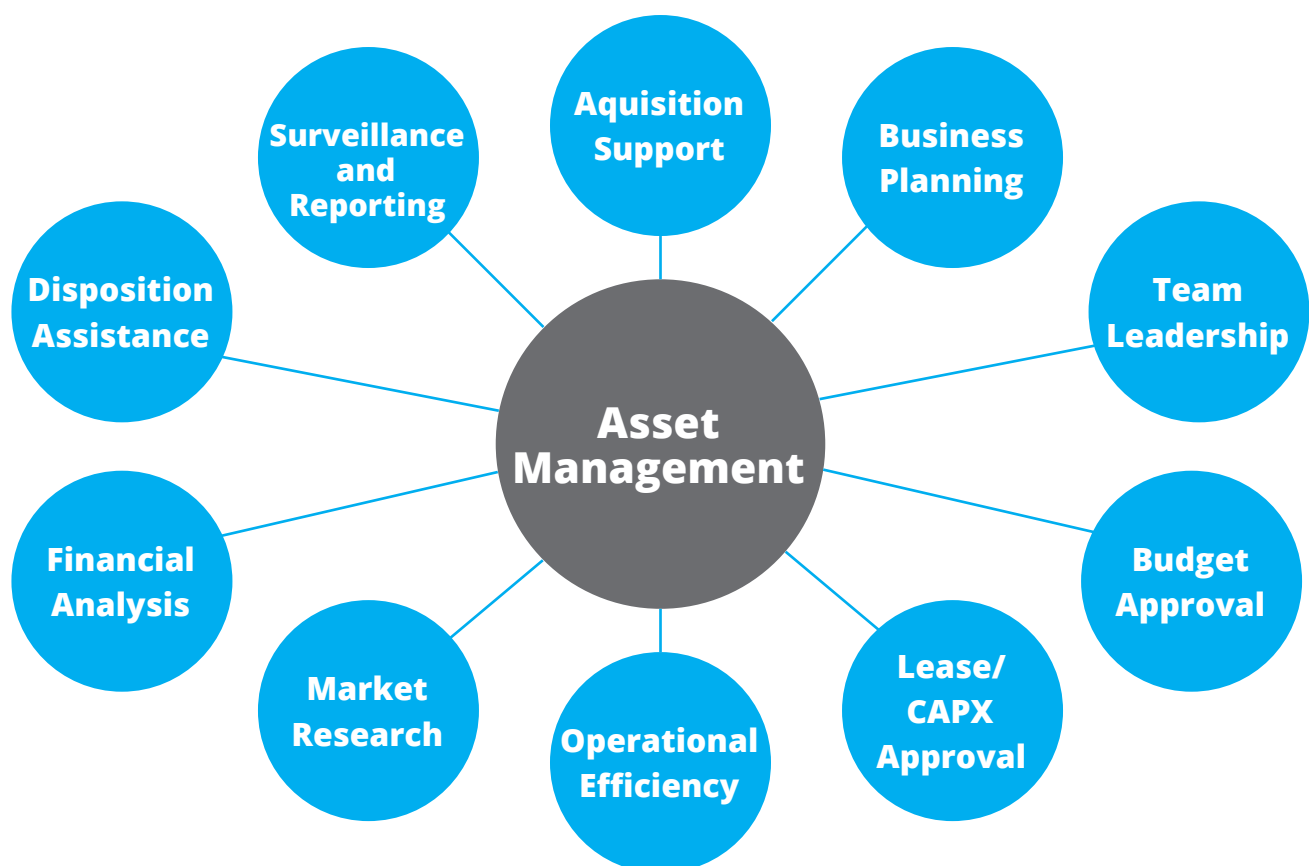 Aquisition
Support
Business
Planning
Team
Leadership
Budget
Approval
Lease/
CAPX
Approval
Operational
Efficiency
Market
Research
Financial
Analysis
Disposition
Assistance
Surveillance
and
Reporting
Asset
Management